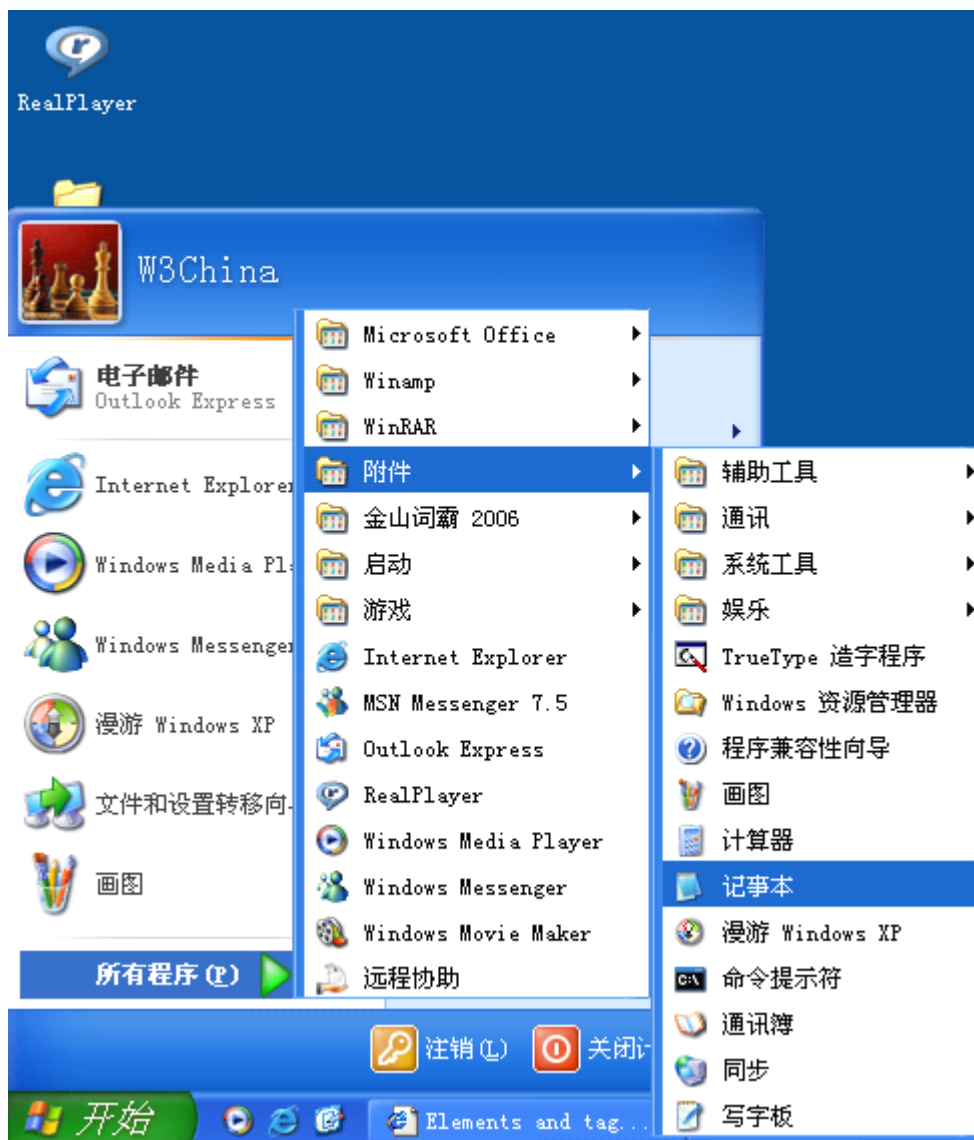 RealPlayer
W3China
电子邮件
Outlook Express
Internet Explorer
Windows Media Pl
Windows Messenger
漫游 Windows XP
文件和设置转移向
画图
所有程序(P)
Microsoft Office
Winamp
WinRAR
附件
金山词霸 2006
启动
游戏
Internet Explorer
MSN Messenger 7.5
Outlook Express
RealPlayer
Windows Media Player
Windows Messenger
Windows Movie Maker
远程协助
辅助工具
通讯
系统工具
娱乐
TrueType 造字程序
Windows 资源管理器
程序兼容性向导
画图
计算器
记事本
漫游 Windows XP
命令提示符
通讯簿
同步
写字板
注销(L)
关闭计
开始
Elements and tag...